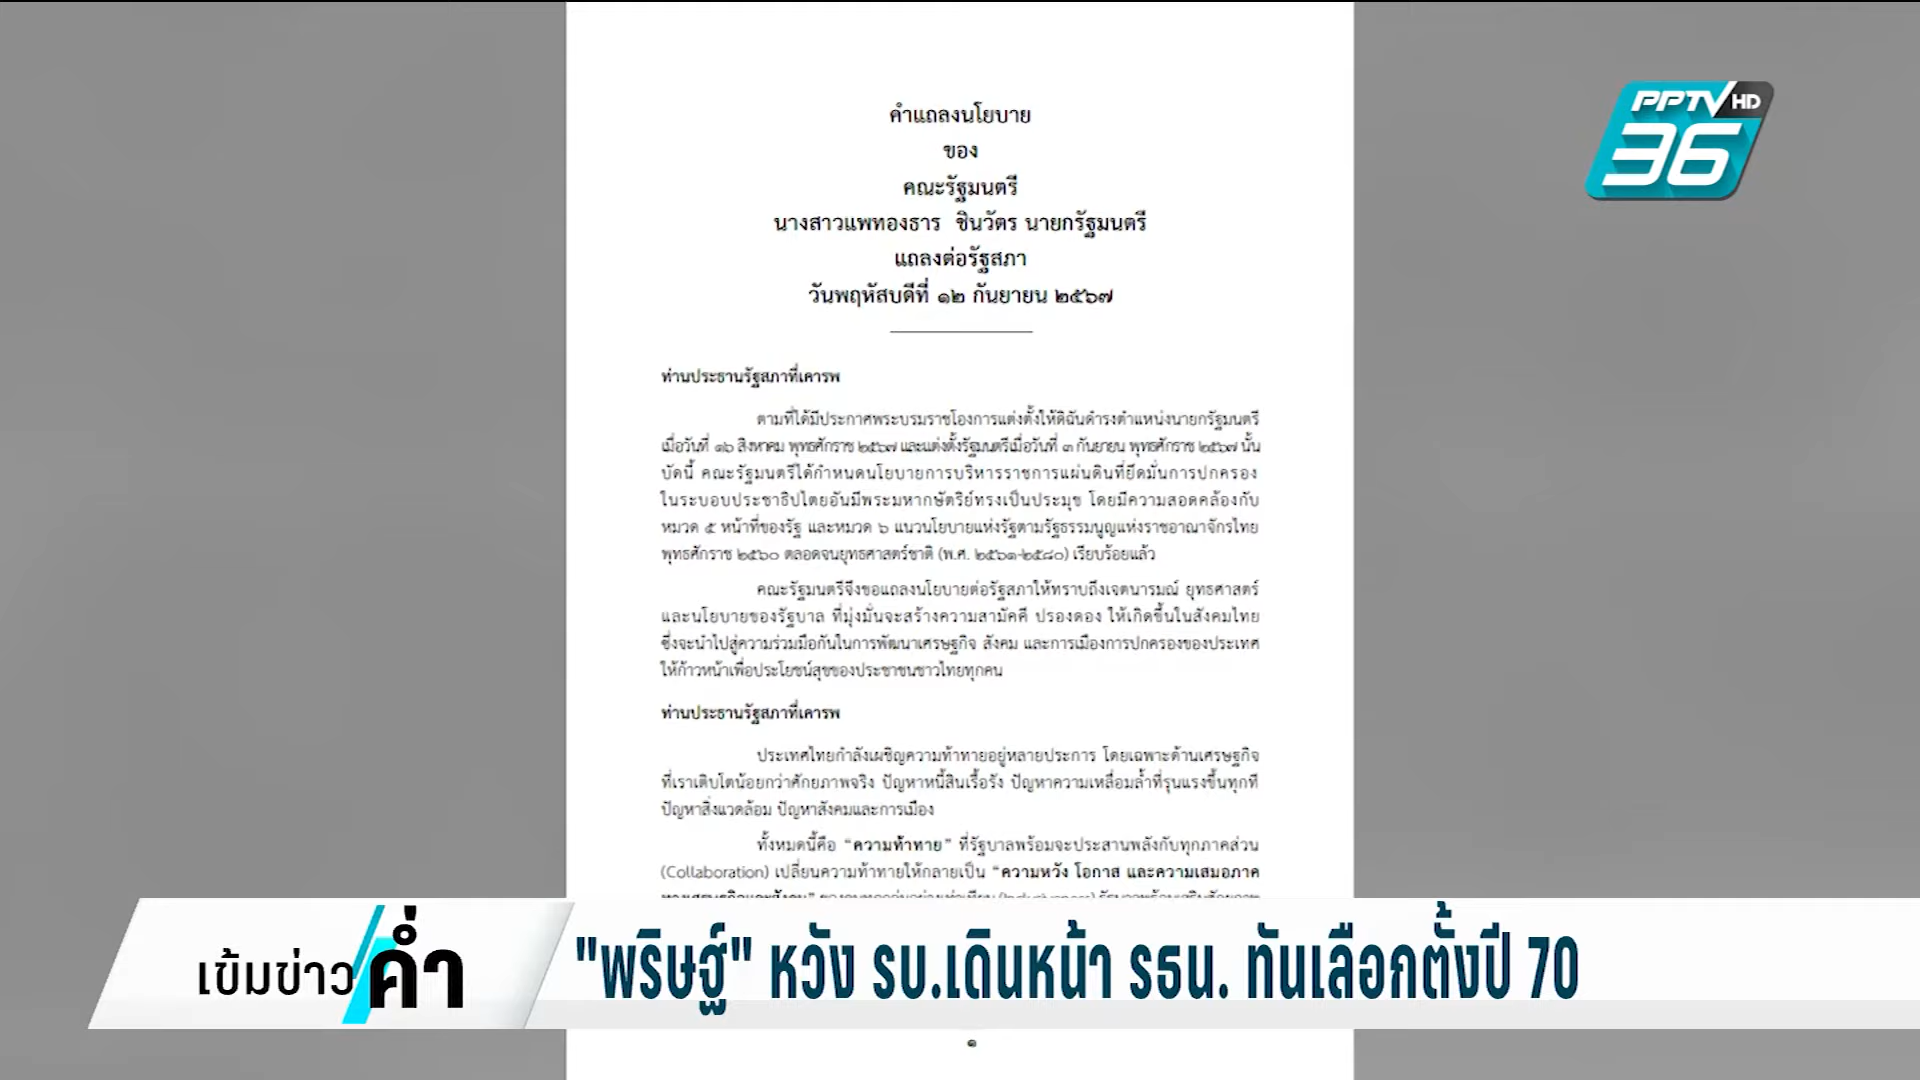 PPTV HD
36
คำแถลงนโยบาย
ของ
คณะรัฐมนตรี
นางสาวแพทองธาร ชินวัตร นายกรัฐมนตรี
แถลงต่อรัฐสภา
วันพฤหัสบดีที่ ๑๒ กันยายน ๒๕๖๗
ท่านประธานรัฐสภาที่เคารพ
ตามที่ได้มีประกาศพระบรมราชโองการแต่งตั้งให้ดิฉันดำรงตำแหน่งนายกรัฐมนตรี
เมื่อวันที่ ๑๖ สิงหาคม พุทธศักราช ๒๕๖๗ และแต่งตั้งรัฐมนตรีเมื่อวันที่ ๓ กันยายน พุทธศักราช ๒๕๖๗ นั้น
บัดนี้ คณะรัฐมนตรีได้กำหนดนโยบายการบริหารราชการแผ่นดินที่ยึดมั่นการปกครอง
ในระบอบประชาธิปไตยอันมีพระมหากษัตริย์ทรงเป็นประมุข โดยมีความสอดคล้องกับ
หมวด ๕ หน้าที่ของรัฐ และหมวด ๖ แนวนโยบายแห่งรัฐตามรัฐธรรมนูญแห่งราชอาณาจักรไทย
พุทธศักราช ๒๕๖๐ ตลอดจนยุทธศาสตร์ชาติ (พ.ศ. ๒๕๖๑-๒๕๘๐) เรียบร้อยแล้ว
คณะรัฐมนตรีจึงขอแถลงนโยบายต่อรัฐสภาให้ทราบถึงเจตนารมณ์ ยุทธศาสตร์
และนโยบายของรัฐบาล ที่มุ่งมั่นจะสร้างความสามัคคี ปรองดอง ให้เกิดขึ้นในสังคมไทย
ซึ่งจะนำไปสู่ความร่วมมือกันในการพัฒนาเศรษฐกิจ สังคม และการเมืองการปกครองของประเทศ
ให้ก้าวหน้าเพื่อประโยชน์สุขของประชาชนชาวไทยทุกคน
ท่านประธานรัฐสภาที่เคารพ
ประเทศไทยกำลังเผชิญความท้าทายอยู่หลายประการ โดยเฉพาะด้านเศรษฐกิจ
ที่เราเติบโตน้อยกว่าศักยภาพจริง ปัญหาหนี้สินเรื้อรัง ปัญหาความเหลื่อมล้ำที่รุนแรงขึ้นทุกที
ปัญหาสิ่งแวดล้อม ปัญหาสังคมและการเมือง
ทั้งหมดนี้คือ “ความท้าทาย” ที่รัฐบาลพร้อมจะประสานพลังกับทุกภาคส่วน
(Collaboration) เปลี่ยนความท้าทายให้กลายเป็น “ความหวัง โอกาส และความเสมอภาค
เข้มข่าวค่ำ
"พริษฐ์" หวัง รบ.เดินหน้า รธน. ทันเลือกตั้งปี 70
๑